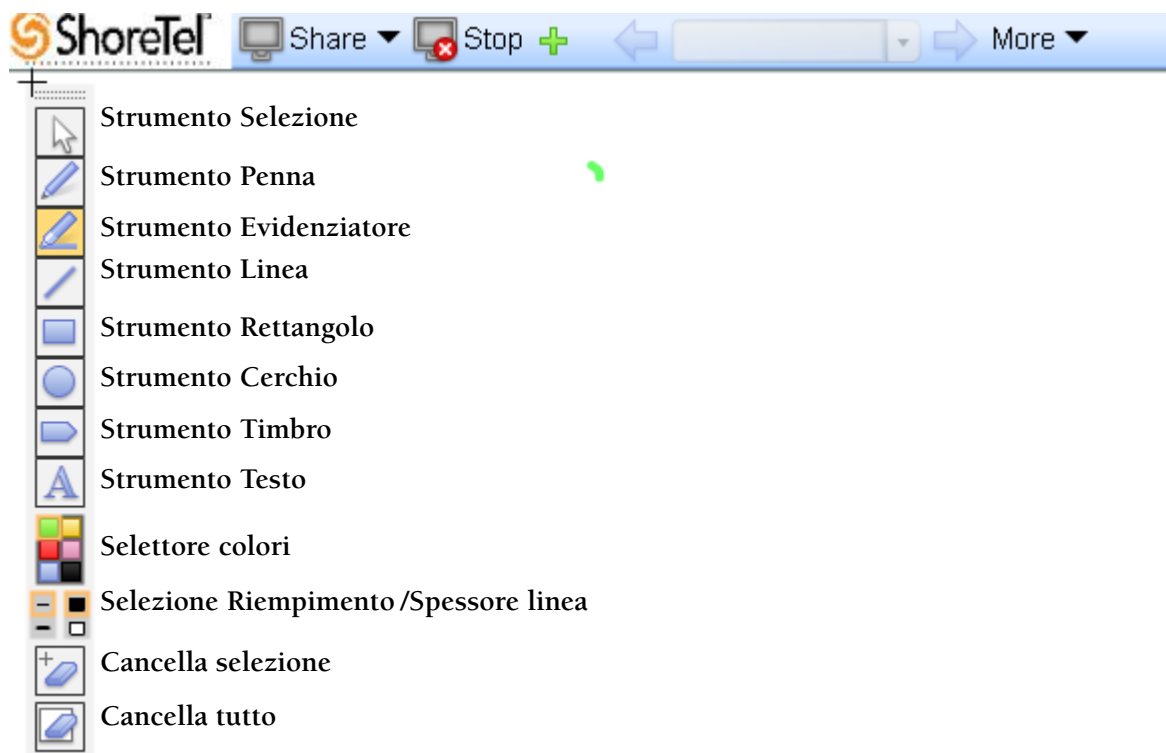 ShoreTel Share Stop More
Strumento Selezione
Strumento Penna
Strumento Evidenziatore
Strumento Linea
Strumento Rettangolo
Strumento Cerchio
Strumento Timbro
A Strumento Testo
Selettore colori
Selezione Riempimento /Spessore linea
Cancella selezione
Cancella tutto